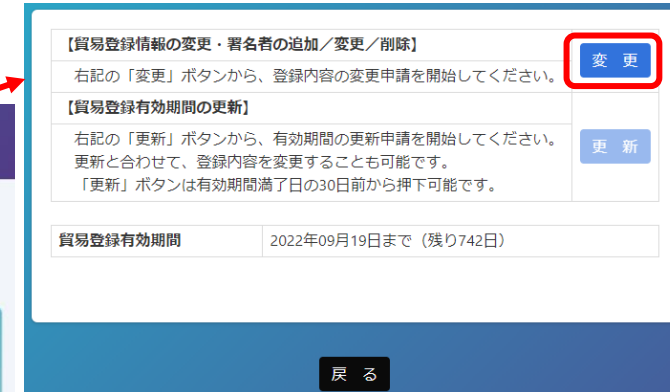 【貿易登録情報の変更・署名者の追加／変更／削除】
右記の「変更」ボタンから、登録内容の変更申請を開始してください。
変　更
【貿易登録有効期間の更新】
右記の「更新」ボタンから、有効期間の更新申請を開始してください。
更新と合わせて、登録内容を変更することも可能です。
「更新」ボタンは有効期間満了日の30日前から押下可能です。
更　新
貿易登録有効期間
2022年09月19日まで（残り742日）
戻　る